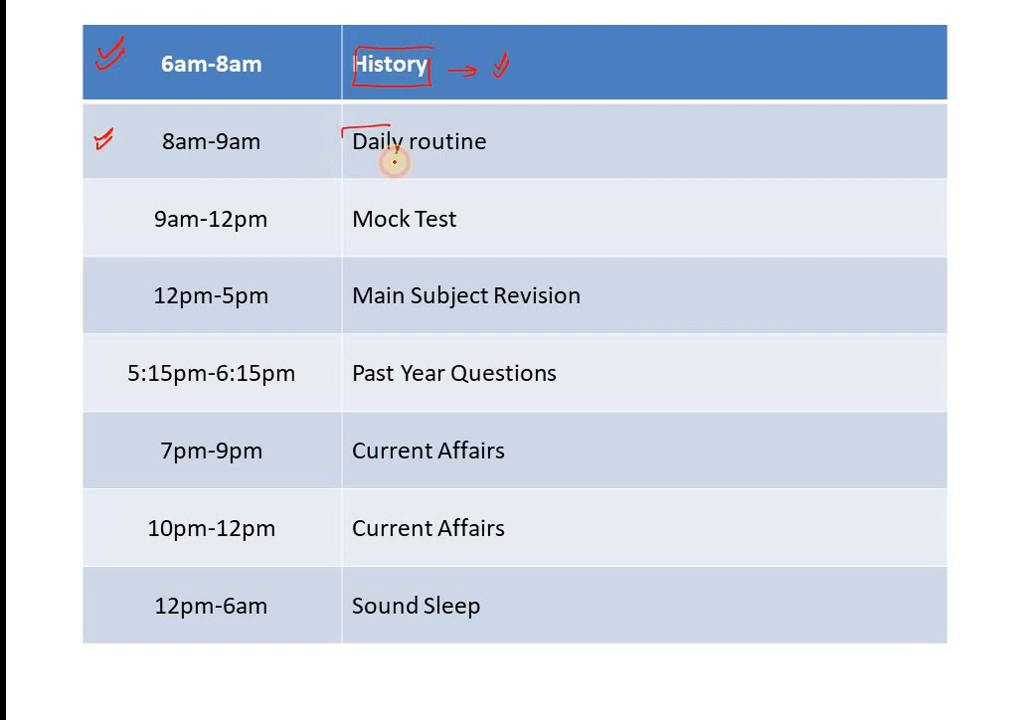 6am-8am History
8am-9am Daily routine
9am-12pm Mock Test
12pm-5pm Main Subject Revision
5:15pm-6:15pm Past Year Questions
7pm-9pm Current Affairs
10pm-12pm Current Affairs
12pm-6am Sound Sleep